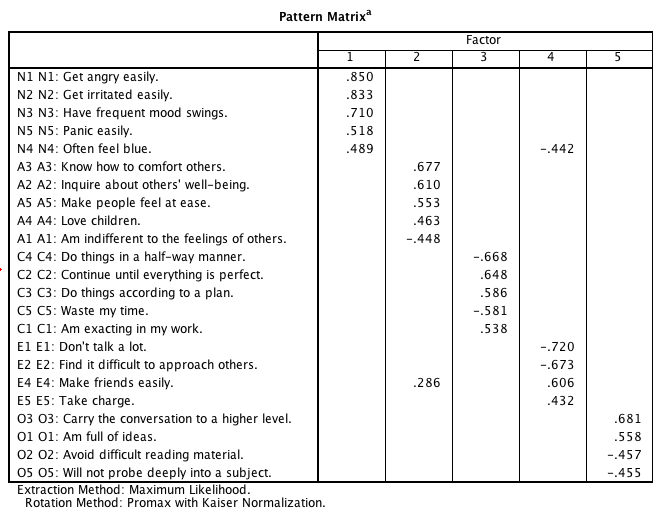 Pattern Matrixa
Factor
1 2 3 4 5
N1 N1: Get angry easily. .850
N2 N2: Get irritated easily. .833
N3 N3: Have frequent mood swings. .710
N5 N5: Panic easily. .518
N4 N4: Often feel blue. .489 -.442
A3 A3: Know how to comfort others. .677
A2 A2: Inquire about others' well-being. .610
A5 A5: Make people feel at ease. .553
A4 A4: Love children. .463
A1 A1: Am indifferent to the feelings of others. -.448
C4 C4: Do things in a half-way manner. -.668
C2 C2: Continue until everything is perfect. .648
C3 C3: Do things according to a plan. .586
C5 C5: Waste my time. -.581
C1 C1: Am exacting in my work. .538
E1 E1: Don't talk a lot. -.720
E2 E2: Find it difficult to approach others. -.673
E4 E4: Make friends easily. .286 .606
E5 E5: Take charge. .432
O3 O3: Carry the conversation to a higher level. .681
O1 O1: Am full of ideas. .558
O2 O2: Avoid difficult reading material. -.457
O5 O5: Will not probe deeply into a subject. -.455
Extraction Method: Maximum Likelihood.
Rotation Method: Promax with Kaiser Normalization.